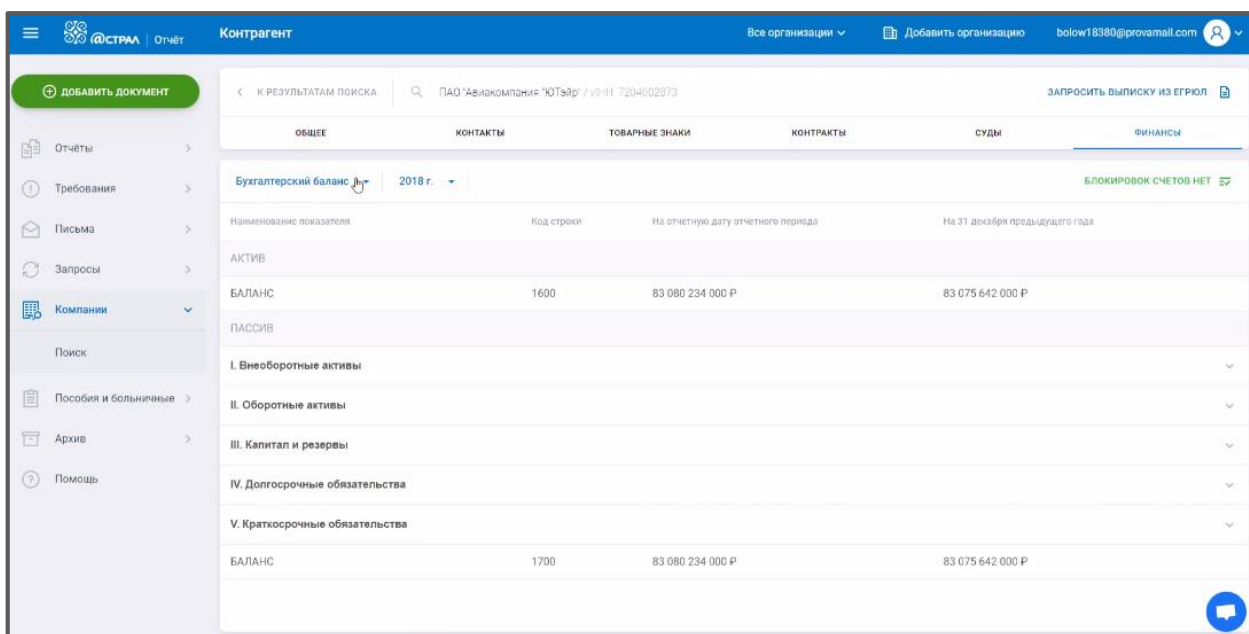 @СТРАЛ | Отчёт
Контрагент
Все организации
Добавить организацию
bolow18380@provamail.com
ДОБАВИТЬ ДОКУМЕНТ
К РЕЗУЛЬТАТАМ ПОИСКА
ПАО "Авиакомпания "ЮТэйр" / ИНН: 7204002873
ЗАПРОСИТЬ ВЫПИСКУ ИЗ ЕГРЮЛ
ОБЩЕЕ КОНТАКТЫ ТОВАРНЫЕ ЗНАКИ КОНТРАКТЫ СУДЫ ФИНАНСЫ
Отчёты
Требования
Письма
Запросы
Компании
Поиск
Пособия и больничные
Архив
Помощь
Бухгалтерский баланс 2018 г. БЛОКИРОВОК СЧЕТОВ НЕТ
Наименование показателя Код строки На отчетную дату отчетного периода На 31 декабря предыдущего года
АКТИВ
БАЛАНС 1600 83 080 234 000 ₽ 83 075 642 000 ₽
ПАССИВ
I. Внеоборотные активы
II. Оборотные активы
III. Капитал и резервы
IV. Долгосрочные обязательства
V. Краткосрочные обязательства
БАЛАНС 1700 83 080 234 000 ₽ 83 075 642 000 ₽